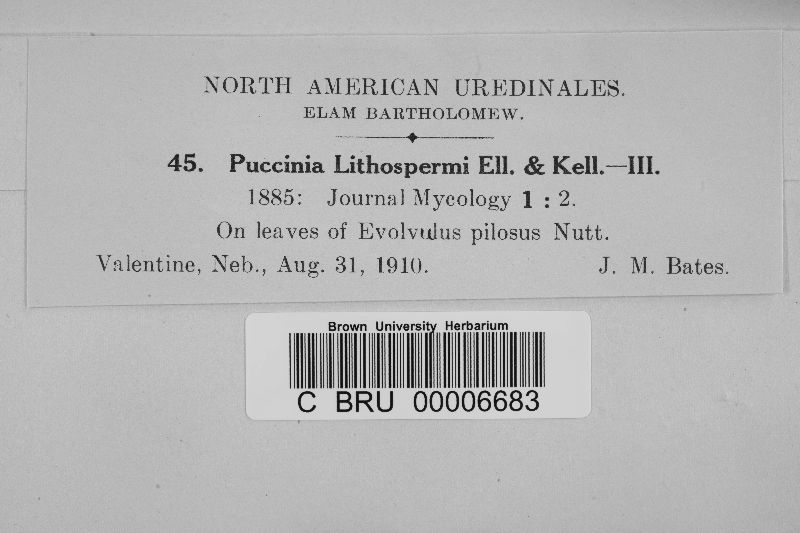 NORTH AMERICAN UREDINALES.
ELAM BARTHOLOMEW.
45. Puccinia Lithospermi Ell. & Kell.—III.
1885: Journal Mycology 1 : 2.
On leaves of Evolvulus pilosus Nutt.
Valentine, Neb., Aug. 31, 1910. J. M. Bates.
Brown University Herbarium
C BRU 00006683